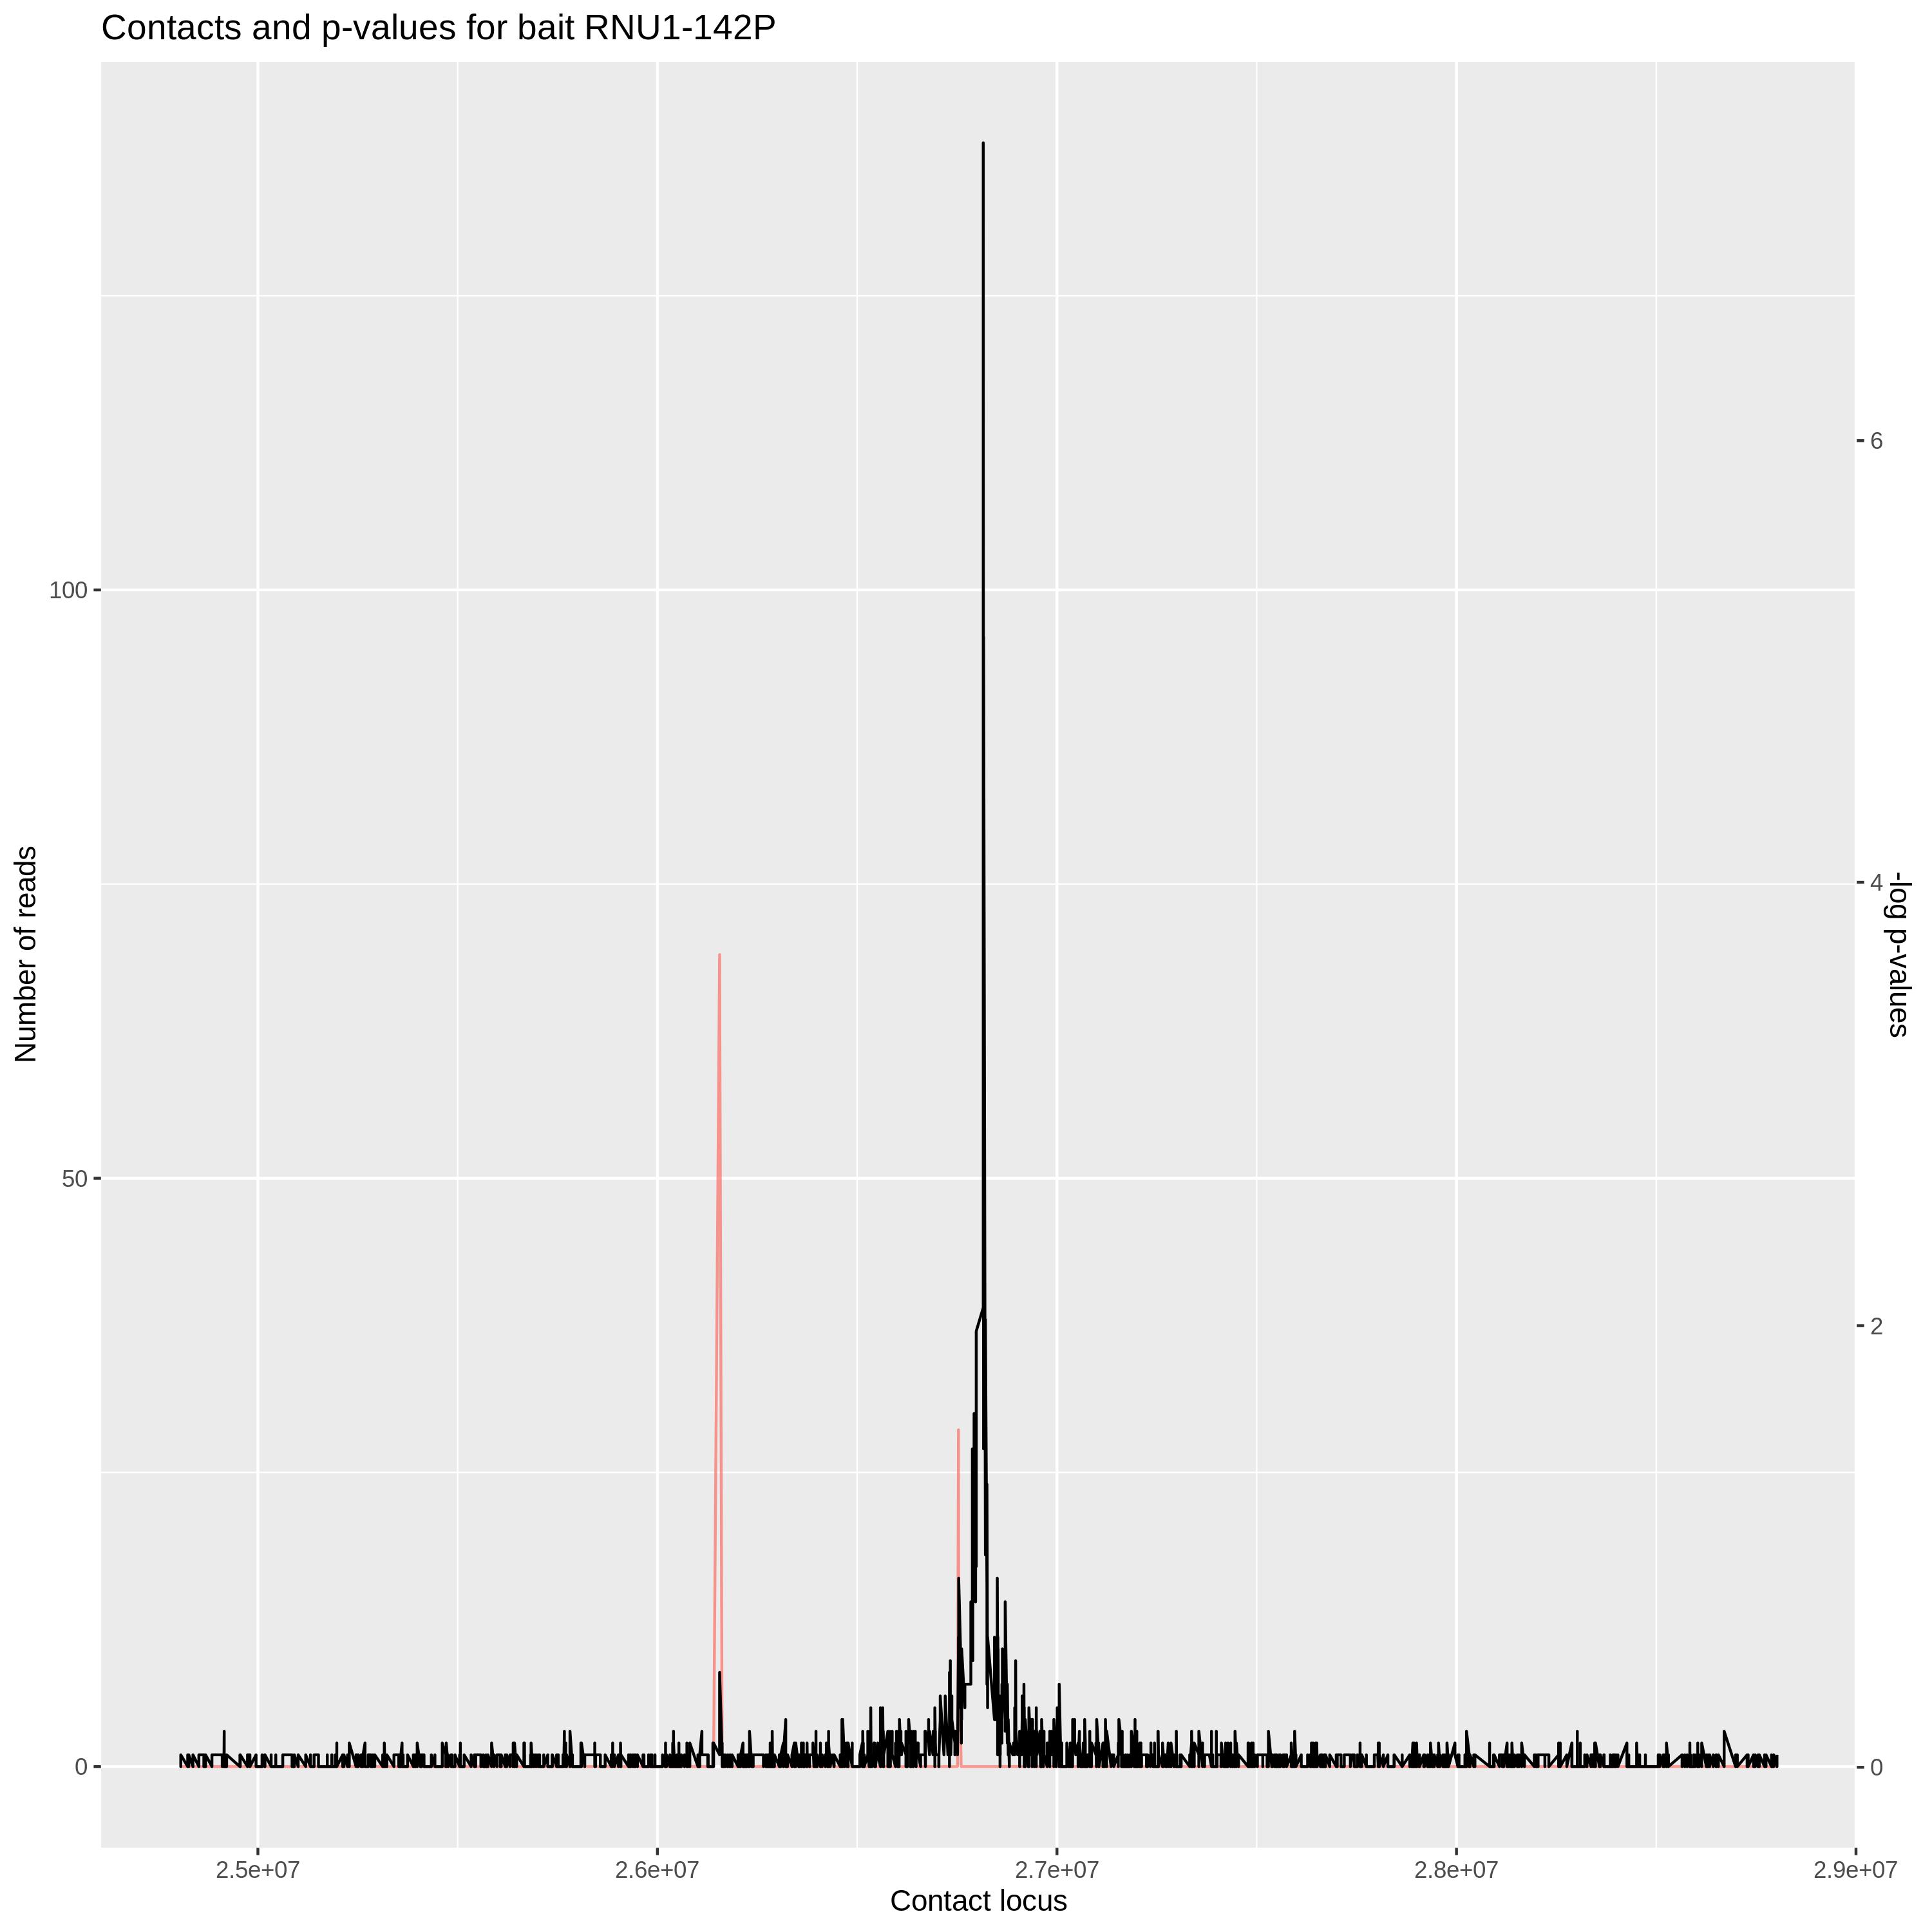 Contacts and p-values for bait RNU1-142P
Number of reads
100
50
0
6
4
2
0
-log p-values
2.5e+07
2.6e+07
2.7e+07
2.8e+07
2.9e+07
Contact locus